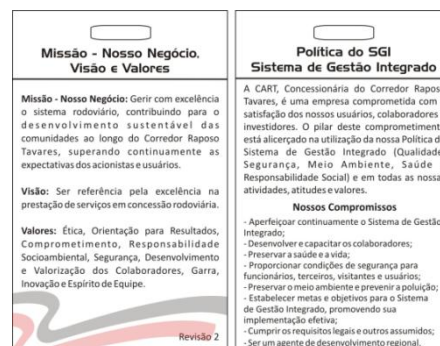 Missão - Nosso Negócio,
Visão e Valores
Missão - Nosso Negócio: Gerir com excelência
o sistema rodoviário, contribuindo para o
desenvolvimento sustentável das
comunidades ao longo do Corredor Raposo
Tavares, superando continuamente as
expectativas dos acionistas e usuários.
Visão: Ser referência pela excelência na
prestação de serviços em concessão rodoviária.
Valores: Ética, Orientação para Resultados,
Comprometimento, Responsabilidade
Socioambiental, Segurança, Desenvolvimento
e Valorização dos Colaboradores, Garra,
Inovação e Espírito de Equipe.
Revisão 2
Política do SGI
Sistema de Gestão Integrado
A CART, Concessionária do Corredor Rapos
Tavares, é uma empresa comprometida com
satisfação dos nossos usuários, colaboradores
investidores. O pilar deste comprometiment
está alicerçado na utilização da nossa Política d
Sistema de Gestão Integrado (Qualidade
Segurança, Meio Ambiente, Saúde
Responsabilidade Social) e em todas as nossa
atividades, atitudes e valores.
Nossos Compromissos
- Aperfeiçoar continuamente o Sistema de Gestão
Integrado;
- Desenvolver e capacitar os colaboradores;
- Preservar a saúde e a vida;
- Proporcionar condições de segurança para
funcionários, terceiros, visitantes e usuários;
- Preservar o meio ambiente e prevenir a poluição;
- Estabelecer metas e objetivos para o Sistema
de Gestão Integrado, promovendo sua
implementação efetiva;
- Cumprir os requisitos legais e outros assumidos;
- Ser um agente de desenvolvimento regional.